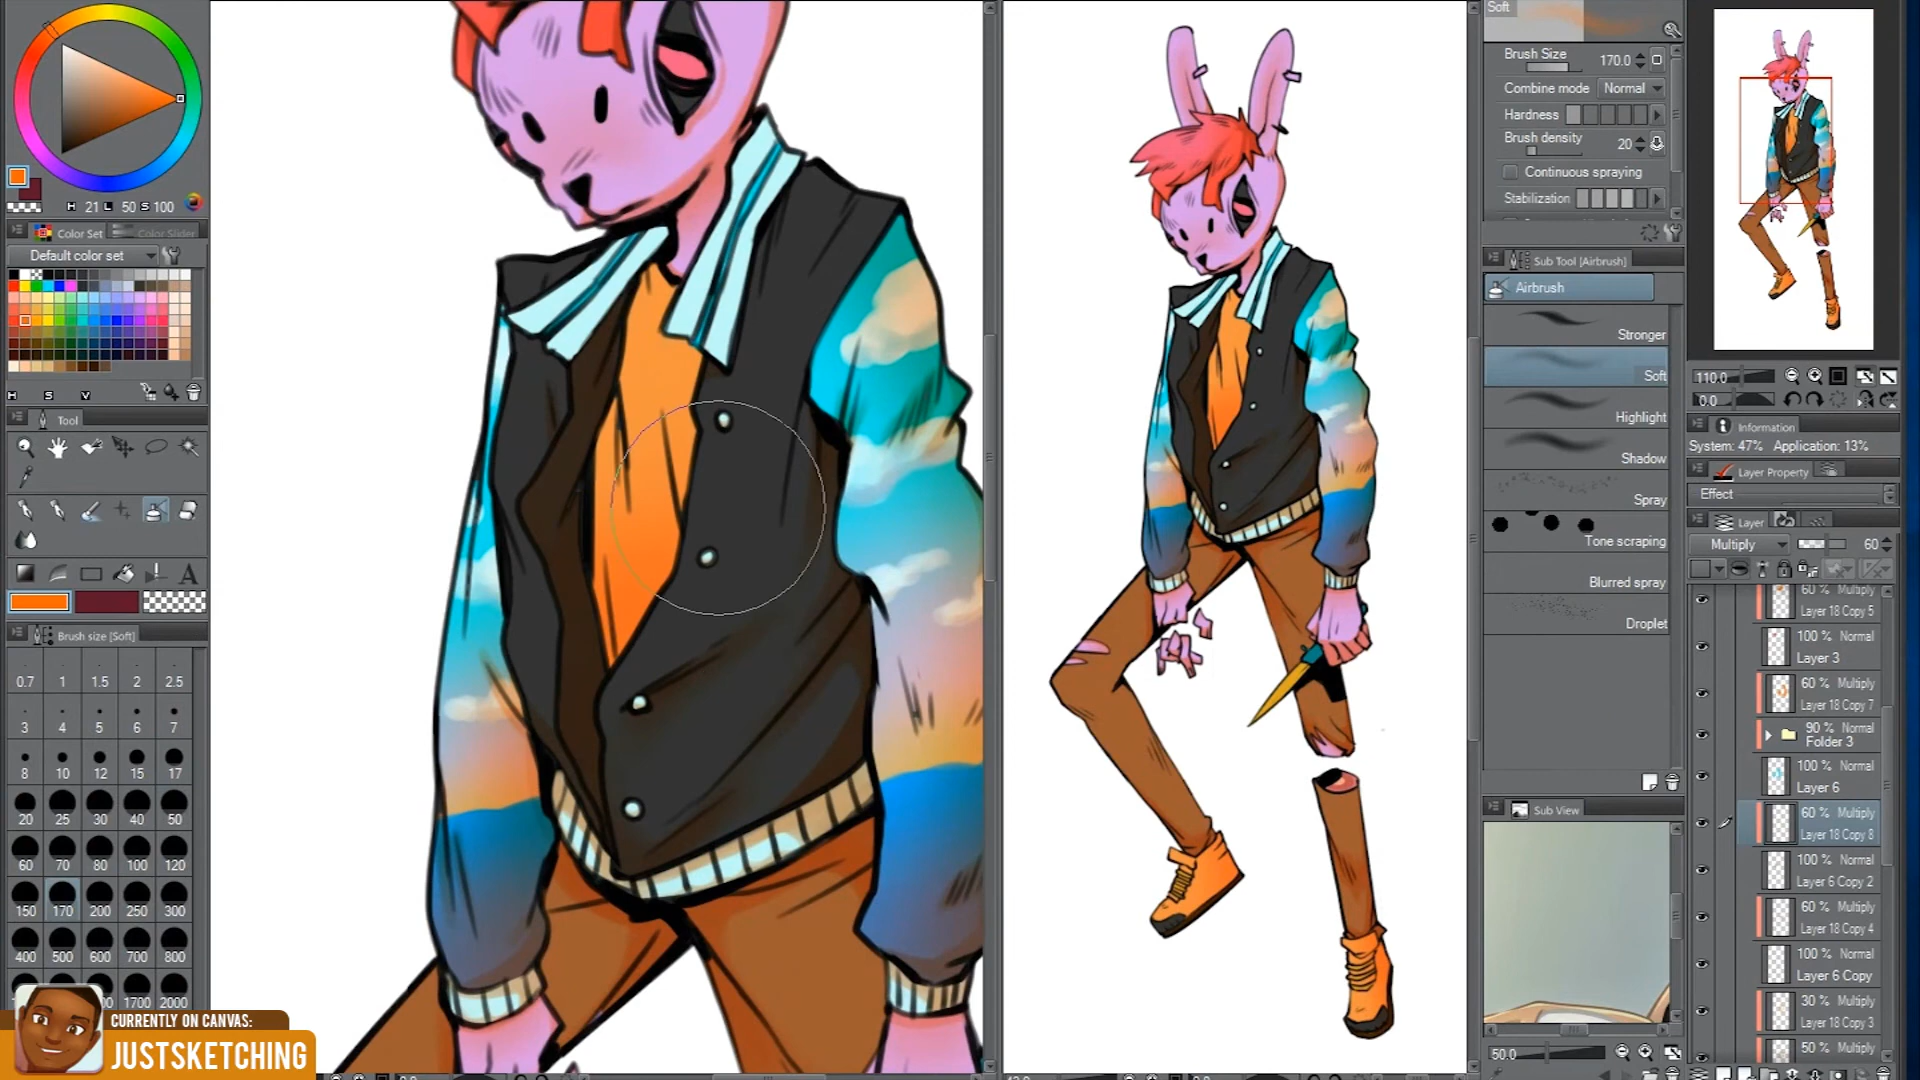 H 21 L 50 S 100
Color Set
Color Slider
Default color set
H S V
Tool
Brush size [Soft]
0.7 1 1.5 2 2.5
3 4 5 6 7
8 10 12 15 17
20 25 30 40 50
60 70 80 100 120
150 170 200 250 300
400 500 600 700 800
1700 2000
CURRENTLY ON CANVAS:
JUSTSKETCHING
Soft
Brush Size 170.0
Combine mode Normal
Hardness
Brush density 20
Continuous spraying
Stabilization
Sub Tool [Airbrush]
Airbrush
Stronger
Soft
Highlight
Shadow
Spray
Tone scraping
Blurred spray
Droplet
Sub View
50.0
110.0
0.0
Information
System: 47% Application: 13%
Layer Property
Effect
Layer
Multiply 60
60 % Multiply
Layer 18 Copy 5
100 % Normal
Layer 3
60 % Multiply
Layer 18 Copy 7
90 % Normal
Folder 3
100 % Normal
Layer 6
60 % Multiply
Layer 18 Copy 8
100 % Normal
Layer 6 Copy 2
60 % Multiply
Layer 18 Copy 4
100 % Normal
Layer 6 Copy
30 % Multiply
Layer 18 Copy 3
50 % Multiply